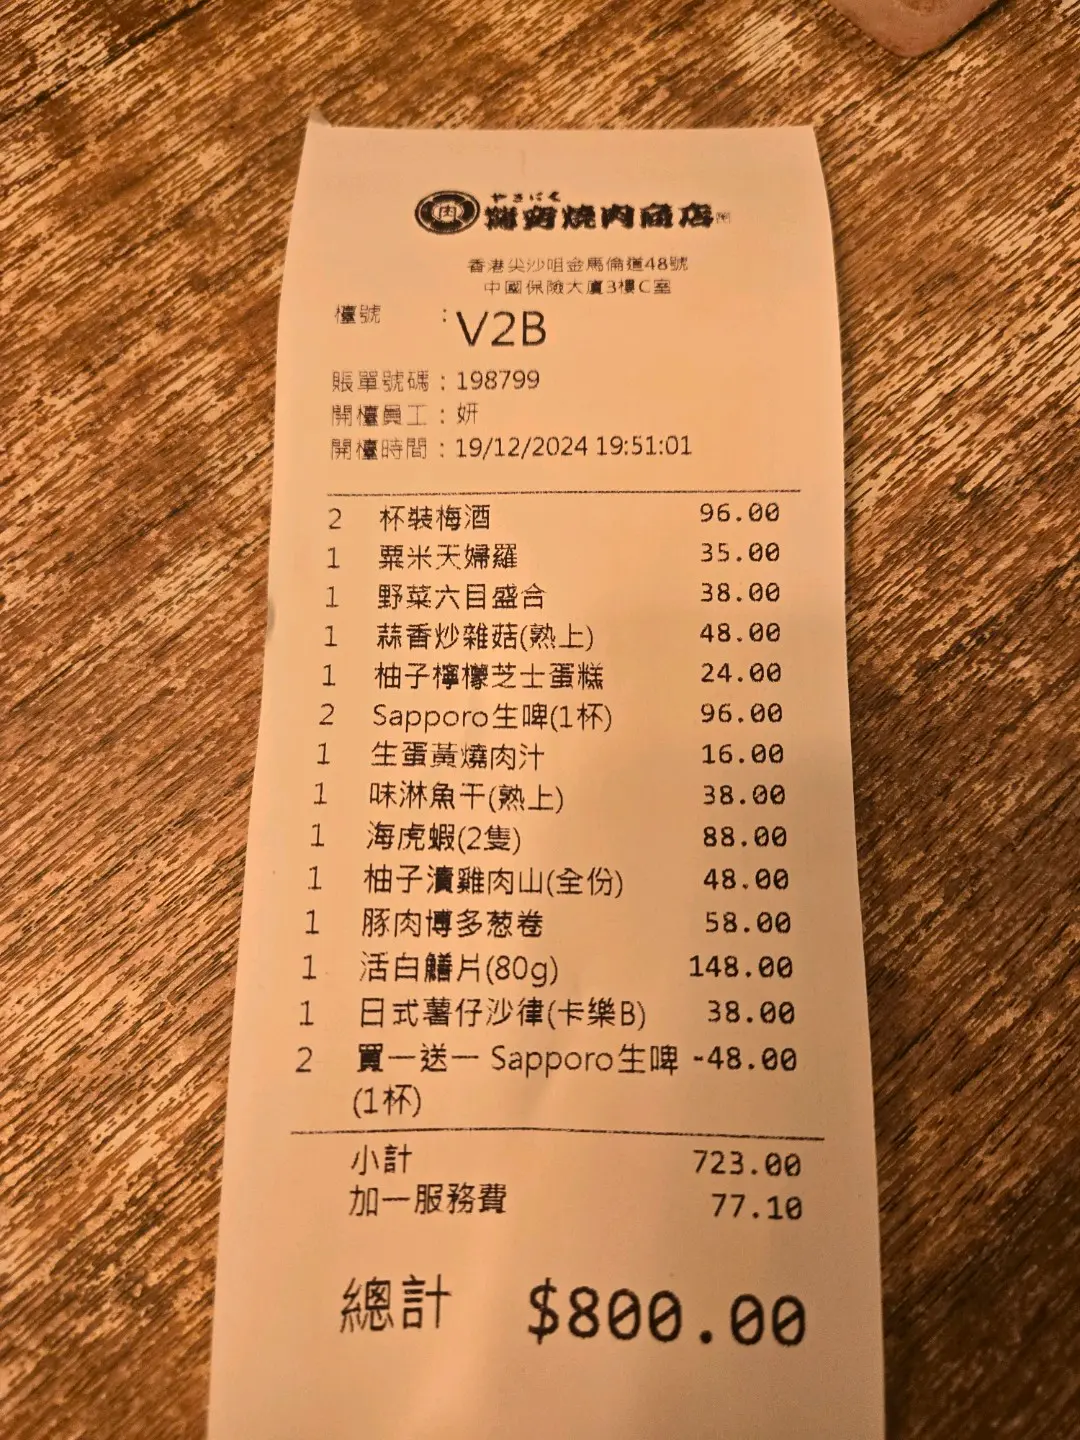 肉
やきにく
燒肉商店
香港尖沙咀金馬倫道48號
中國保險大廈3樓C室
檯號 : V2B
賬單號碼 : 198799
開檯員工 : 妍
開檯時間 : 19/12/2024 19:51:01
2 杯裝梅酒 96.00
1 粟米天婦羅 35.00
1 野菜六目盛合 38.00
1 蒜香炒雜菇(熟上) 48.00
1 柚子檸檬芝士蛋糕 24.00
2 Sapporo生啤(1杯) 96.00
1 生蛋黃燒肉汁 16.00
1 味淋魚干(熟上) 38.00
1 海虎蝦(2隻) 88.00
1 柚子漬雞肉山(全份) 48.00
1 豚肉博多葱卷 58.00
1 活白鱔片(80g) 148.00
1 日式薯仔沙律(卡樂B) 38.00
2 買一送一 Sapporo生啤 -48.00
(1杯)
小計 723.00
加一服務費 77.10
總計 $800.00